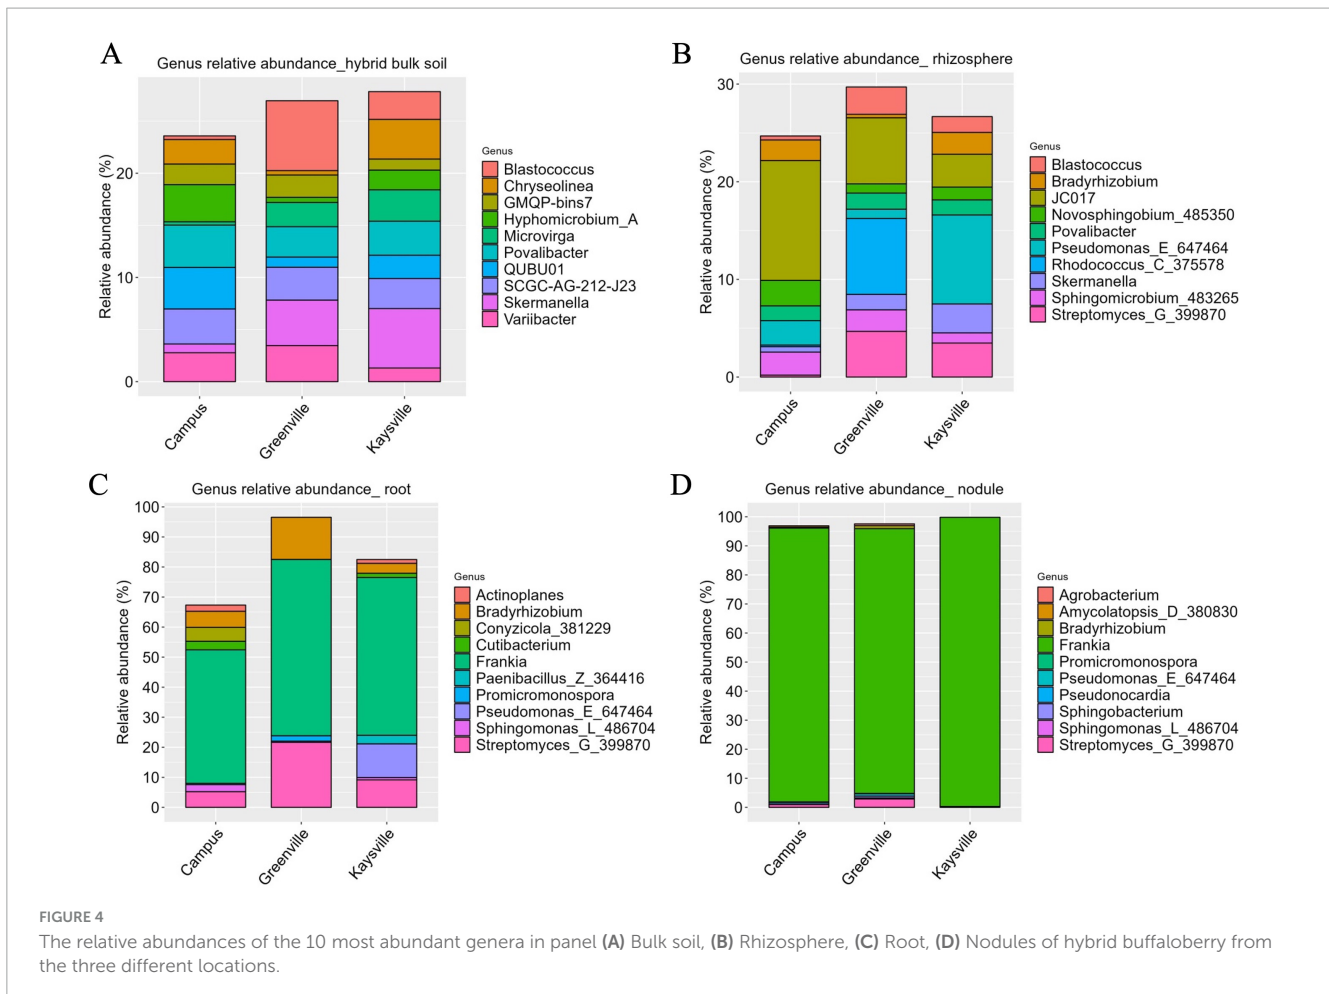 A
Genus relative abundance_hybrid bulk soil
Relative abundance (%)
20
10
0
Campus
Greenville
Kaysville
Genus
Blastococcus
Chryseolinea
GMQP-bins7
Hyphomicrobium_A
Microvirga
Povalibacter
QUBU01
SCGC-AG-212-J23
Skermanella
Variibacter
B
Genus relative abundance_ rhizosphere
Relative abundance (%)
30
20
10
0
Campus
Greenville
Kaysville
Genus
Blastococcus
Bradyrhizobium
JC017
Novosphingobium_485350
Povalibacter
Pseudomonas_E_647464
Rhodococcus_C_375578
Skermanella
Sphingomicrobium_483265
Streptomyces_G_399870
C
Genus relative abundance_ root
Relative abundance (%)
100
90
80
70
60
50
40
30
20
10
0
Campus
Greenville
Kaysville
Genus
Actinoplanes
Bradyrhizobium
Conyzicola_381229
Cutibacterium
Frankia
Paenibacillus_Z_364416
Promicromonospora
Pseudomonas_E_647464
Sphingomonas_L_486704
Streptomyces_G_399870
D
Genus relative abundance_ nodule
Relative abundance (%)
100
90
80
70
60
50
40
30
20
10
0
Campus
Greenville
Kaysville
Genus
Agrobacterium
Amycolatopsis_D_380830
Bradyrhizobium
Frankia
Promicromonospora
Pseudomonas_E_647464
Pseudonocardia
Sphingobacterium
Sphingomonas_L_486704
Streptomyces_G_399870
FIGURE 4
The relative abundances of the 10 most abundant genera in panel (A) Bulk soil, (B) Rhizosphere, (C) Root, (D) Nodules of hybrid buffaloberry from
the three different locations.